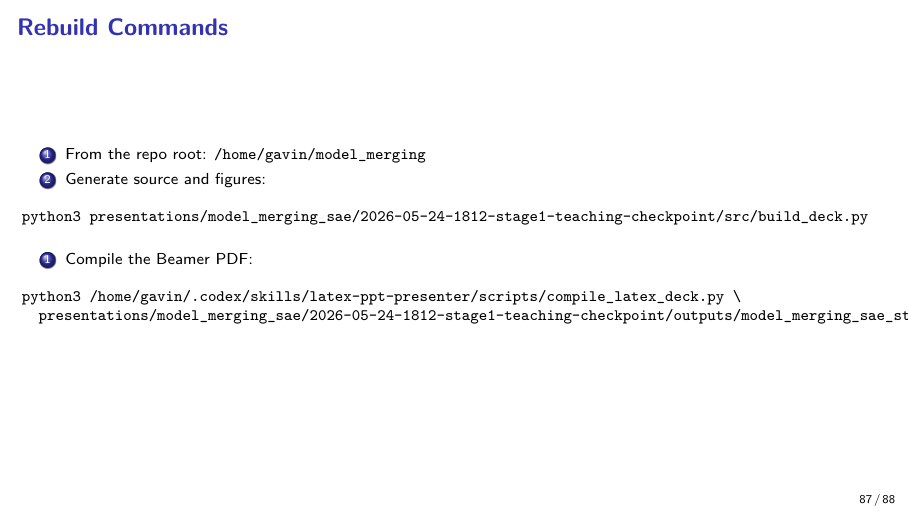 Rebuild Commands
1 From the repo root: /home/gavin/model_merging
2 Generate source and figures:
python3 presentations/model_merging_sae/2026-05-24-1812-stage1-teaching-checkpoint/src/build_deck.py
1 Compile the Beamer PDF:
python3 /home/gavin/.codex/skills/latex-ppt-presenter/scripts/compile_latex_deck.py \
presentations/model_merging_sae/2026-05-24-1812-stage1-teaching-checkpoint/outputs/model_merging_sae_st
87 / 88